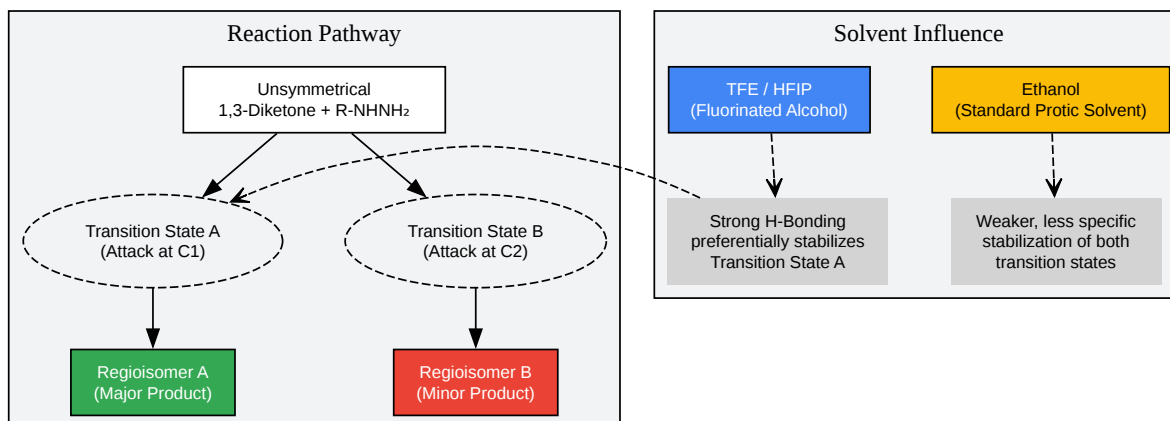 Reaction Pathway
Unsymmetrical
1,3-Diketone + R-NHNH₂
Transition State A
(Attack at C1)
Transition State B
(Attack at C2)
Regioisomer A
(Major Product)
Regioisomer B
(Minor Product)
Solvent Influence
TFE / HFIP
(Fluorinated Alcohol)
Ethanol
(Standard Protic Solvent)
Strong H-Bonding
preferentially stabilizes
Transition State A
Weaker, less specific
stabilization of both
transition states